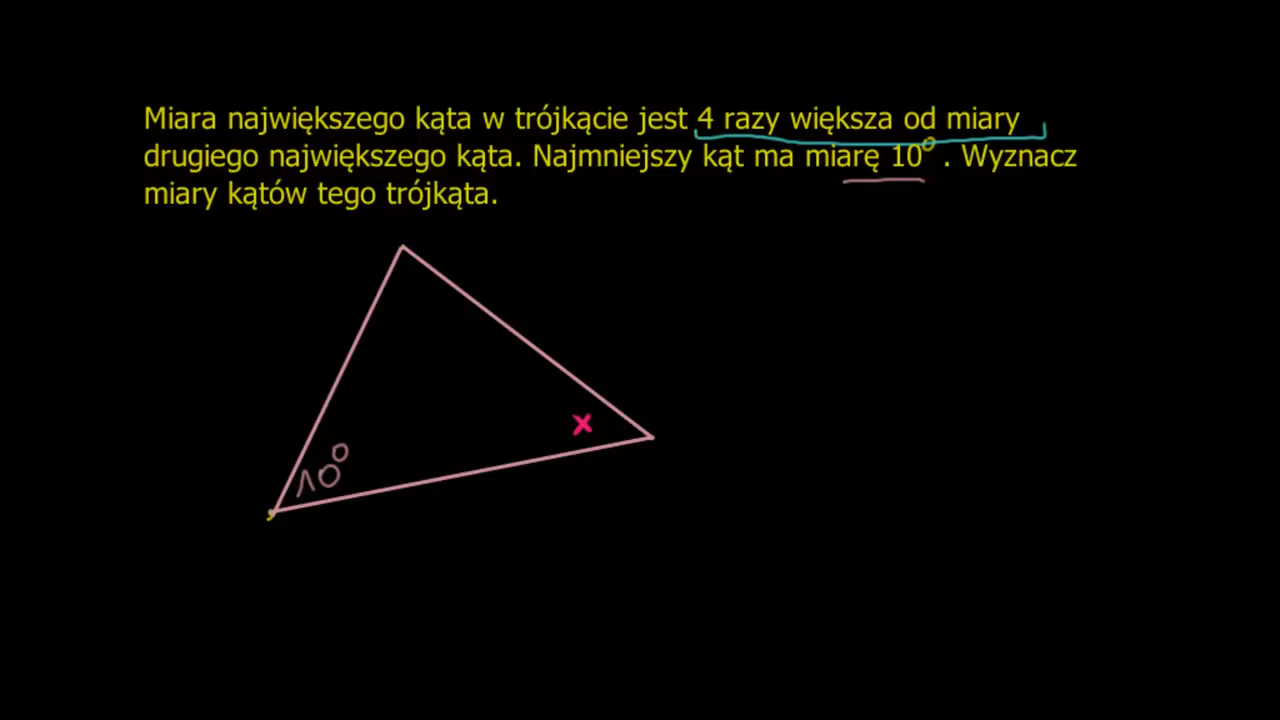 Miara największego kąta w trójkącie jest 4 razy większa od miary
drugiego największego kąta. Najmniejszy kąt ma miarę 10° . Wyznacz
miary kątów tego trójkąta.
x
10°